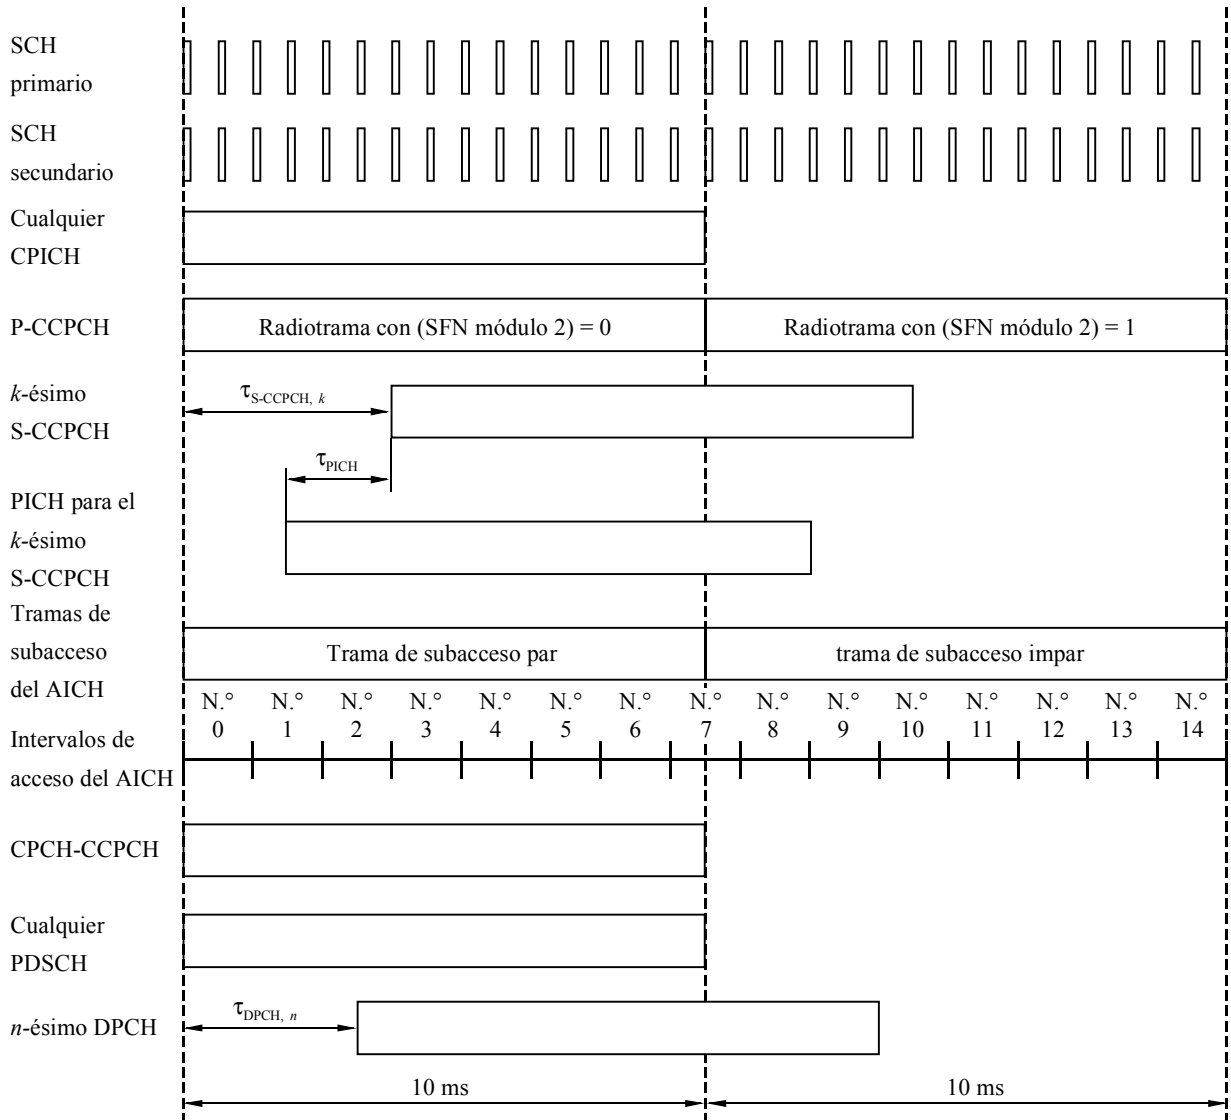 SCH
primario
SCH
secundario
Cualquier
CPICH
P-CCPCH
Radiotrama con (SFN módulo 2) = 0
Radiotrama con (SFN módulo 2) = 1
k-ésimo
S-CCPCH
τS-CCPCH, k
τPICH
PICH para el
k-ésimo
S-CCPCH
Tramas de
subacceso
del AICH
Trama de subacceso par
trama de subacceso impar
Intervalos de
acceso del AICH
N.° N.° N.° N.° N.° N.° N.° N.° N.° N.° N.° N.° N.° N.° N.°
0 1 2 3 4 5 6 7 8 9 10 11 12 13 14
CPCH-CCPCH
Cualquier
PDSCH
n-ésimo DPCH
τDPCH, n
10 ms
10 ms